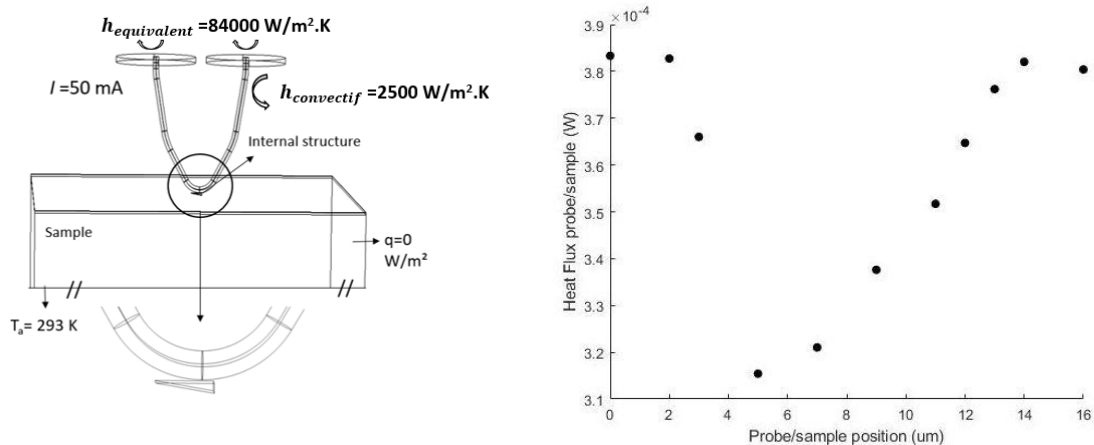 h_equivalent =84000 W/m².K
I =50 mA
h_convectif =2500 W/m².K
Internal structure
Sample
q=0
W/m²
T_a= 293 K
×10⁻⁴
3.9
3.8
3.7
3.6
3.5
3.4
3.3
3.2
3.1
Heat Flux probe/sample (W)
0 2 4 6 8 10 12 14 16
Probe/sample position (um)